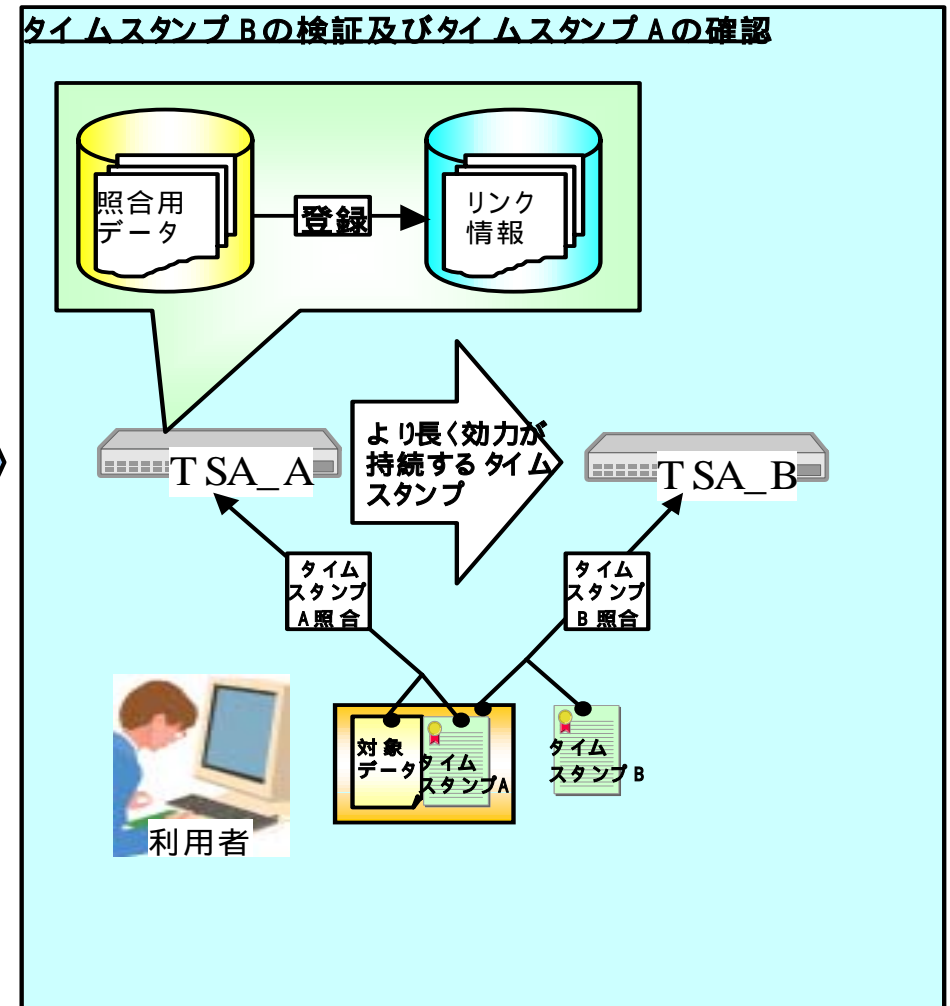 タイムスタンプBの検証及びタイムスタンプAの確認
照合用
データ
登録
リンク
情報
より長く効力が
持続するタイム
スタンプ
TSA_A
TSA_B
タイム
スタンプ
A照合
タイム
スタンプ
B照合
対象
データ
タイム
スタンプA
タイム
スタンプB
利用者